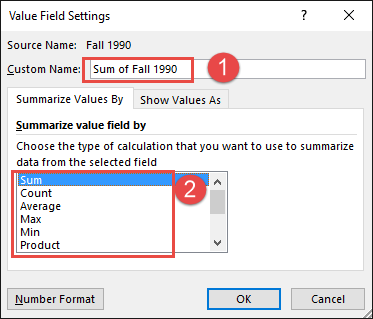 Value Field Settings
Source Name: Fall 1990
Custom Name: Sum of Fall 1990
1
Summarize Values By Show Values As
Summarize value field by
Choose the type of calculation that you want to use to summarize
data from the selected field
Sum
2
Count
Average
Max
Min
Product
Number Format OK Cancel